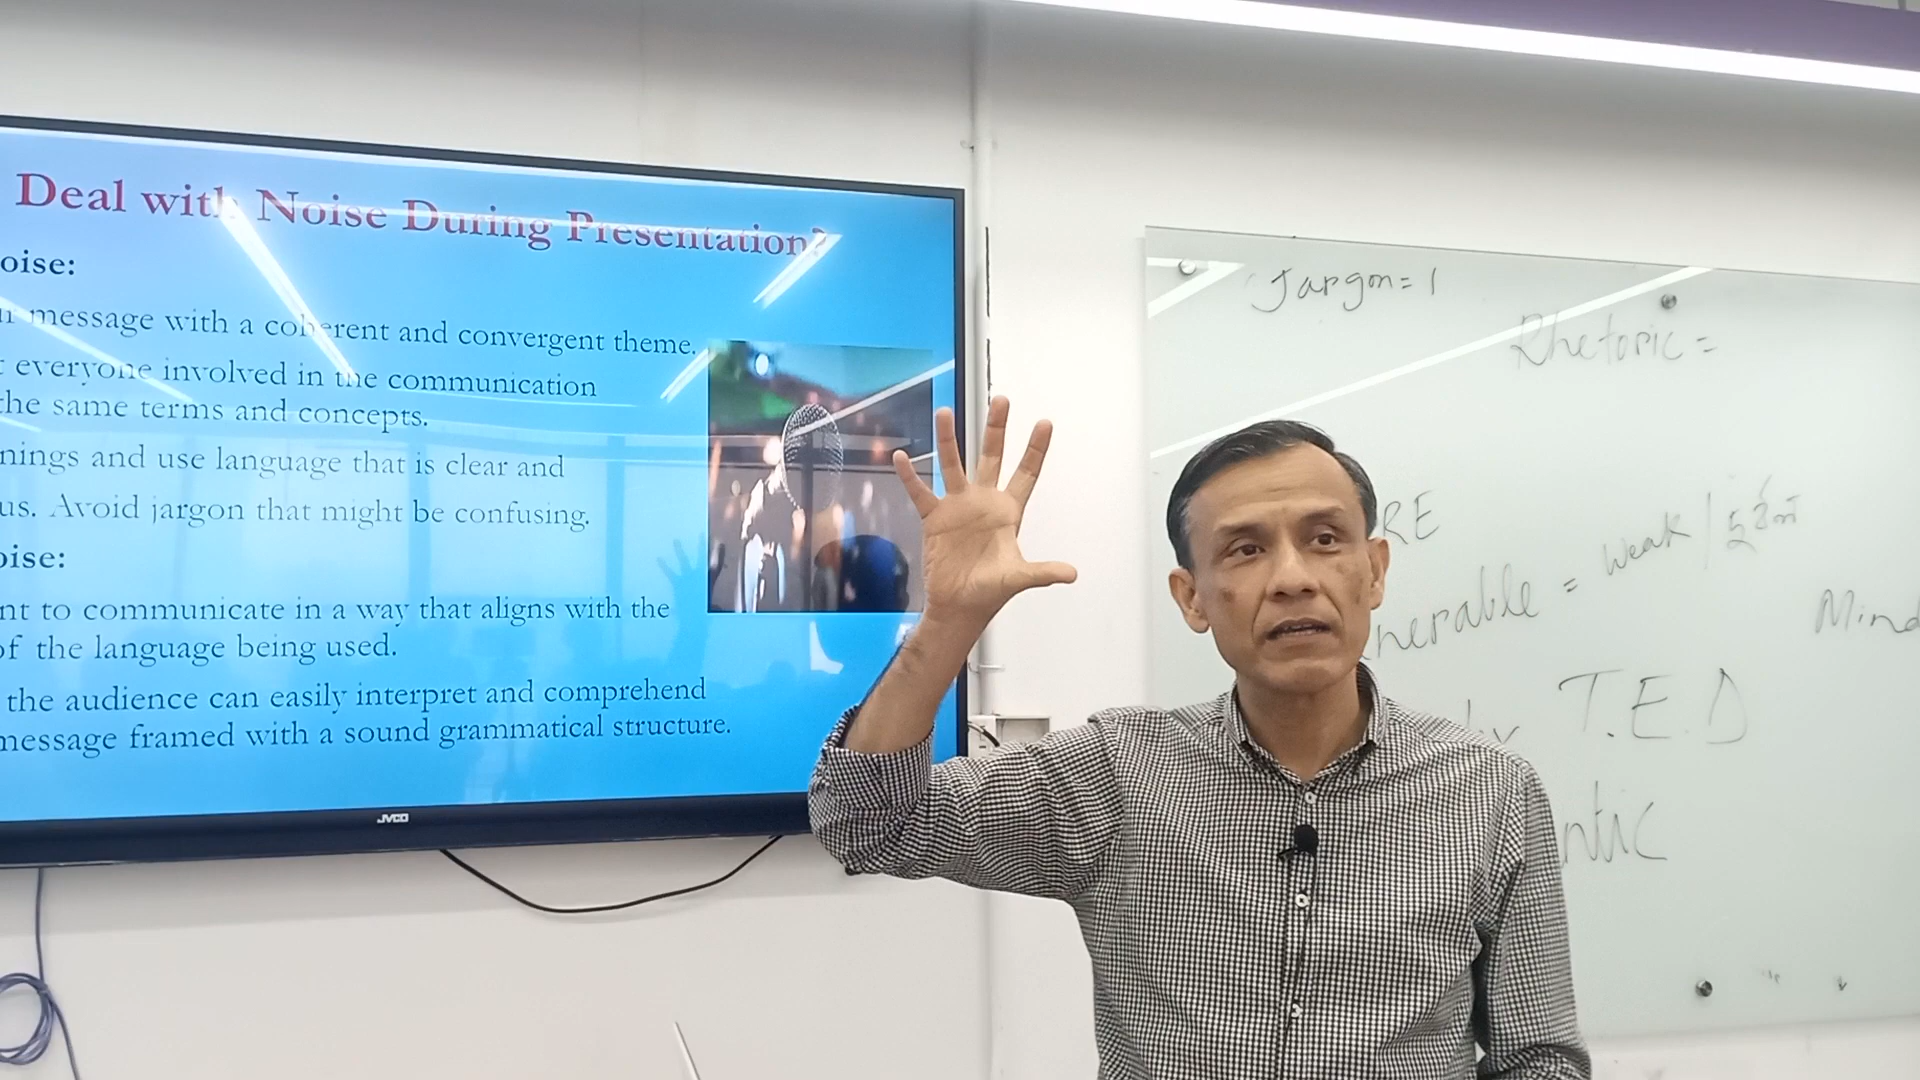 Deal with Noise During Presentation?
oise:
message with a coherent and convergent theme.
everyone involved in the communication
the same terms and concepts.
nings and use language that is clear and
us. Avoid jargon that might be confusing.
oise:
nt to communicate in a way that aligns with the
of the language being used.
the audience can easily interpret and comprehend
message framed with a sound grammatical structure.
JVCO
Jargon = 1
Rhetoric =
RE
nerable = weak /
Mind
T.E.D
ntic